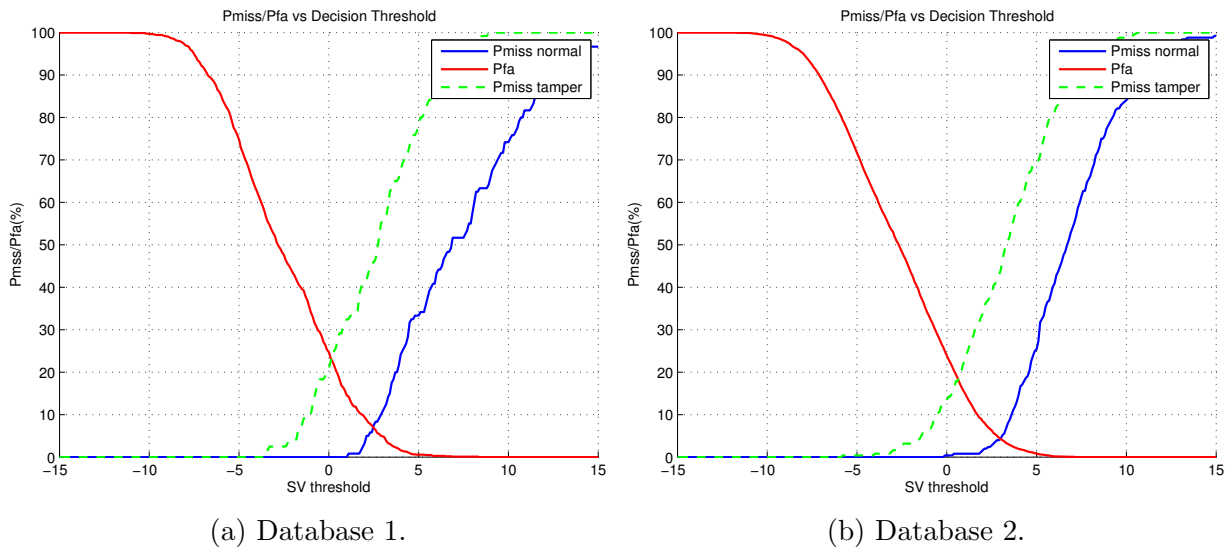 Pmiss/Pfa vs Decision Threshold
Pmss/Pfa(%)
100
90
80
70
60
50
40
30
20
10
0
Pmiss normal
Pfa
Pmiss tamper
−15
−10
−5
0
5
10
15
SV threshold
(a) Database 1.
Pmiss/Pfa vs Decision Threshold
Pmiss/Pfa(%)
100
90
80
70
60
50
40
30
20
10
0
Pmiss normal
Pfa
Pmiss tamper
−15
−10
−5
0
5
10
15
SV threshold
(b) Database 2.